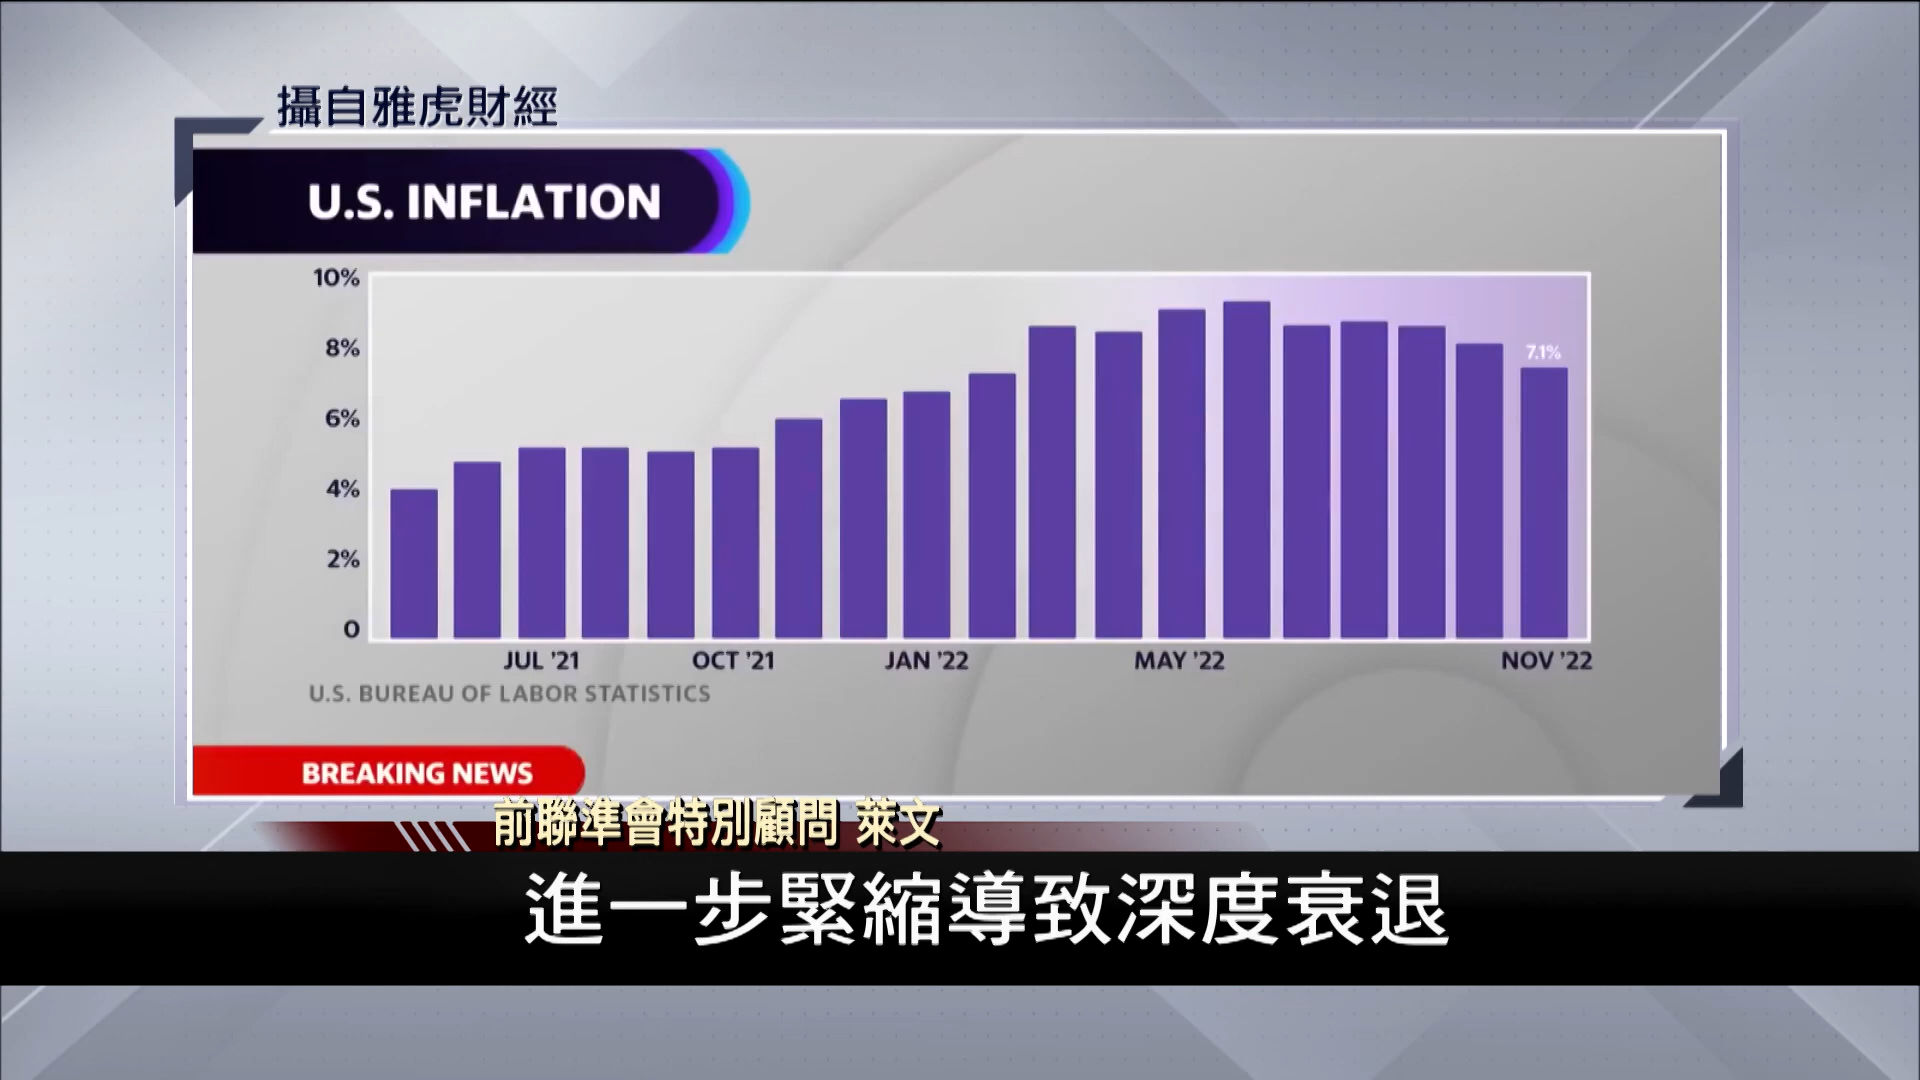 攝自雅虎財經
U.S. INFLATION
10%
8%
6%
4%
2%
0
7.1%
JUL '21 OCT '21 JAN '22 MAY '22 NOV '22
U.S. BUREAU OF LABOR STATISTICS
BREAKING NEWS
前聯準會特別顧問 萊文
進一步緊縮導致深度衰退